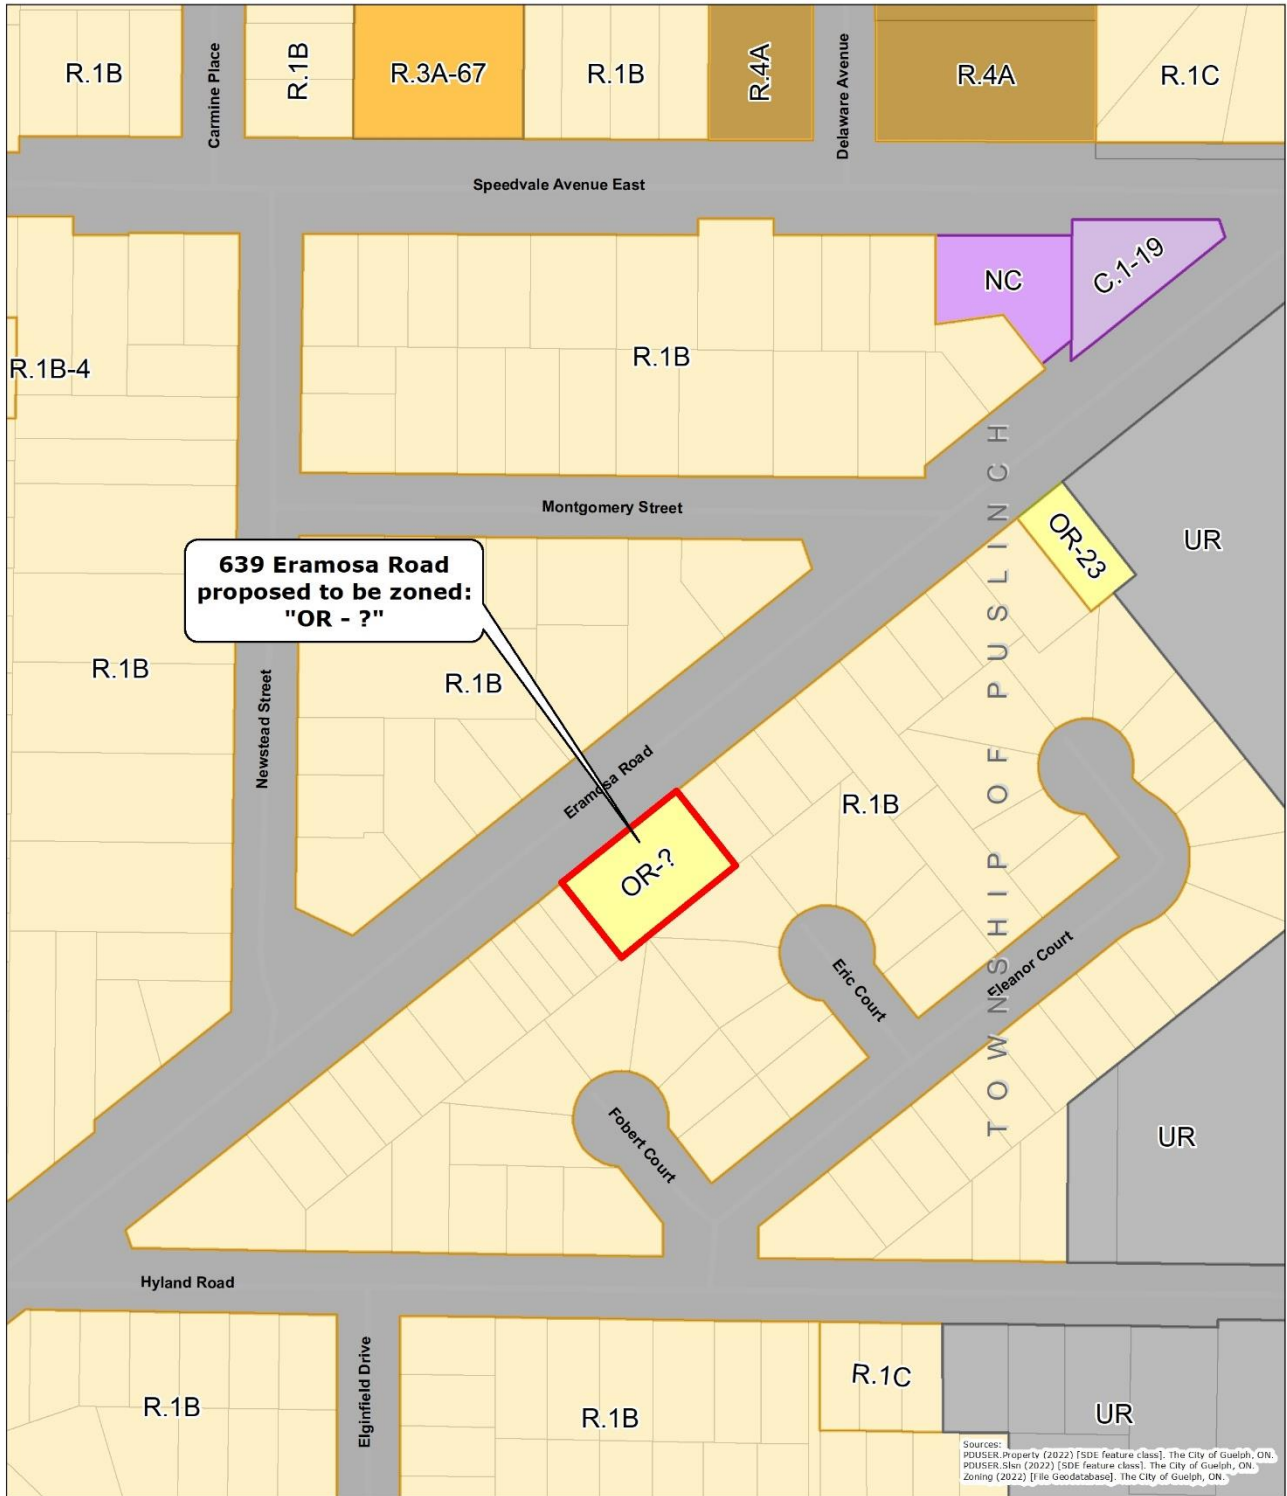 R.1B
Carmine Place
R.1B
R.3A-67
R.1B
R.4A
Delaware Avenue
R.4A
R.1C
Speedvale Avenue East
NC
C.1-19
R.1B-4
R.1B
Montgomery Street
639 Eramosa Road
proposed to be zoned:
"OR - ?"
OR-23
UR
R.1B
Newstead Street
R.1B
Eramosa Road
OR-?
R.1B
TOWNSHIP OF PUSLINCH
Eric Court
Eleanor Court
Fobert Court
UR
Hyland Road
Elginfield Drive
R.1B
R.1B
R.1C
UR
Sources:
PDUSER.Property (2022) [SDE feature class]. The City of Guelph, ON.
PDUSER.Slsn (2022) [SDE feature class]. The City of Guelph, ON.
Zoning (2022) [File Geodatabase]. The City of Guelph, ON.